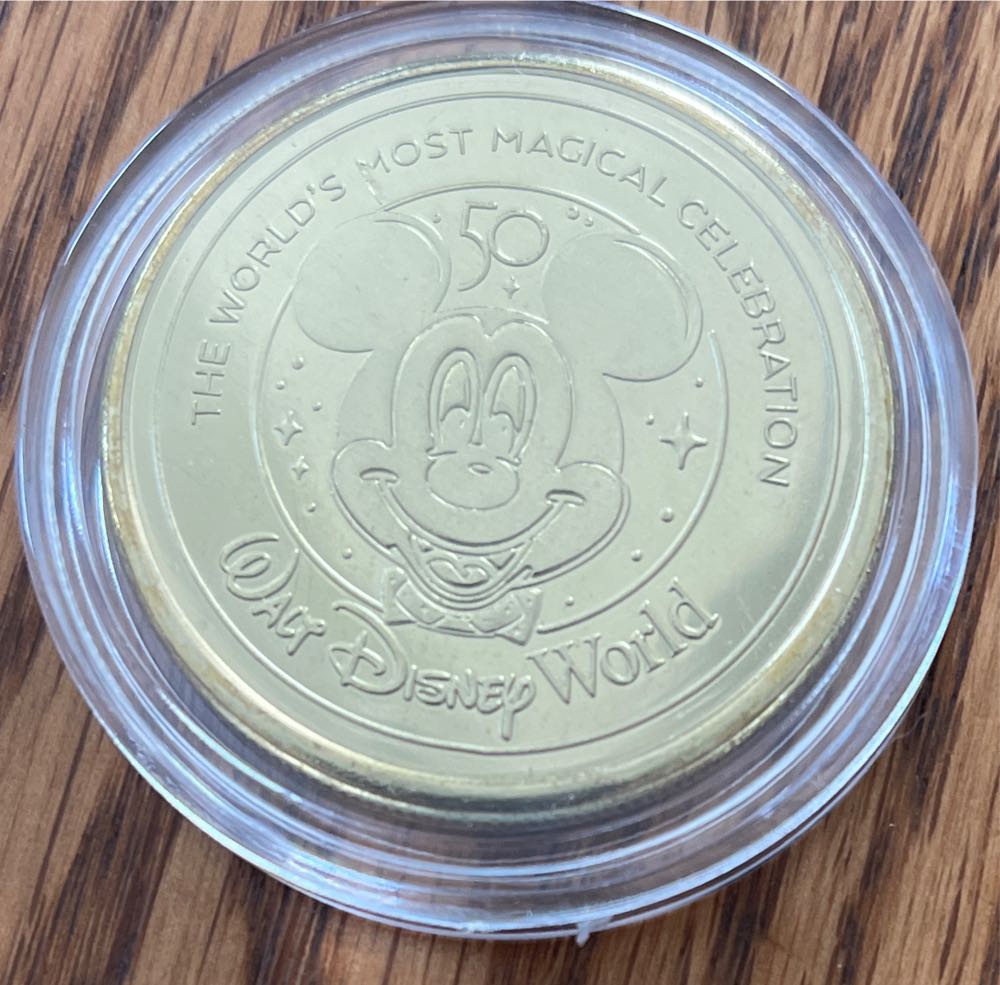 THE WORLD'S MOST MAGICAL CELEBRATION
"50"
WALT DISNEY World